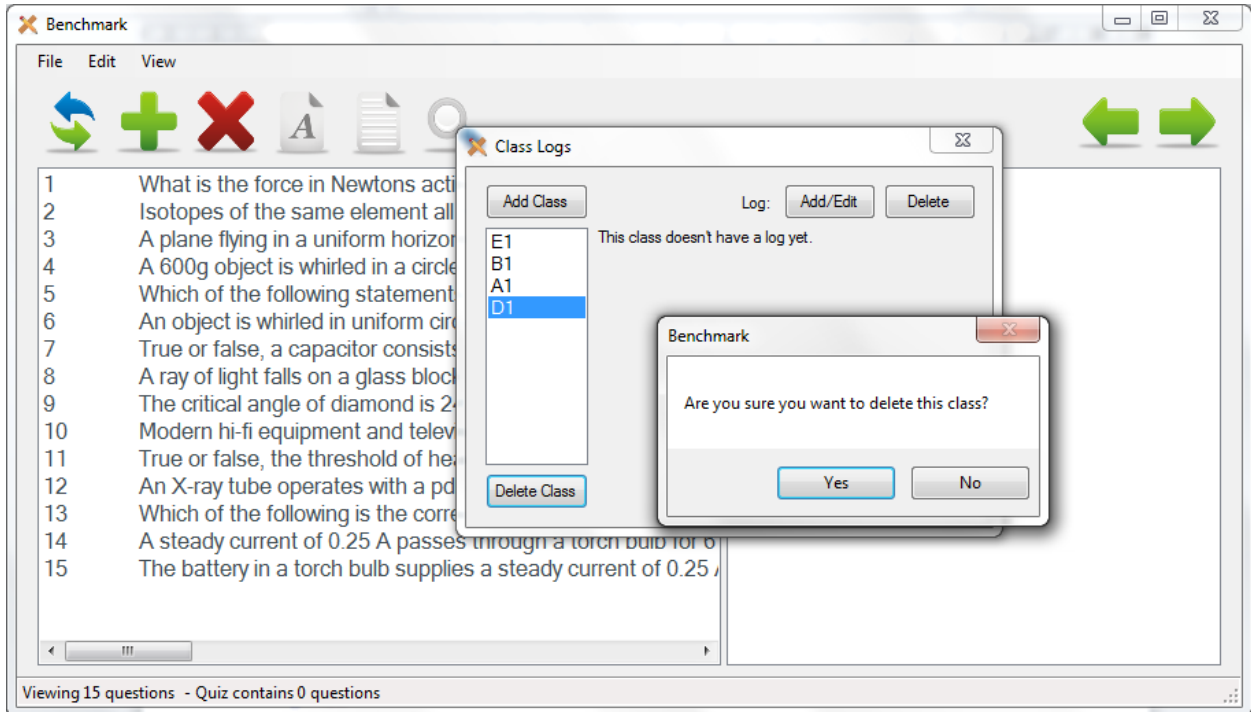 Benchmark
File Edit View
A
Class Logs
Add Class
Log: Add/Edit Delete
This class doesn't have a log yet.
E1
B1
A1
D1
Delete Class
Benchmark
Are you sure you want to delete this class?
Yes No
1 What is the force in Newtons acti
2 Isotopes of the same element all
3 A plane flying in a uniform horizon
4 A 600g object is whirled in a circle
5 Which of the following statement
6 An object is whirled in uniform circ
7 True or false, a capacitor consists
8 A ray of light falls on a glass block
9 The critical angle of diamond is 24
10 Modern hi-fi equipment and telev
11 True or false, the threshold of hea
12 An X-ray tube operates with a pd
13 Which of the following is the corre
14 A steady current of 0.25 A passes through a torch bulb for 6
15 The battery in a torch bulb supplies a steady current of 0.25 A
Viewing 15 questions - Quiz contains 0 questions